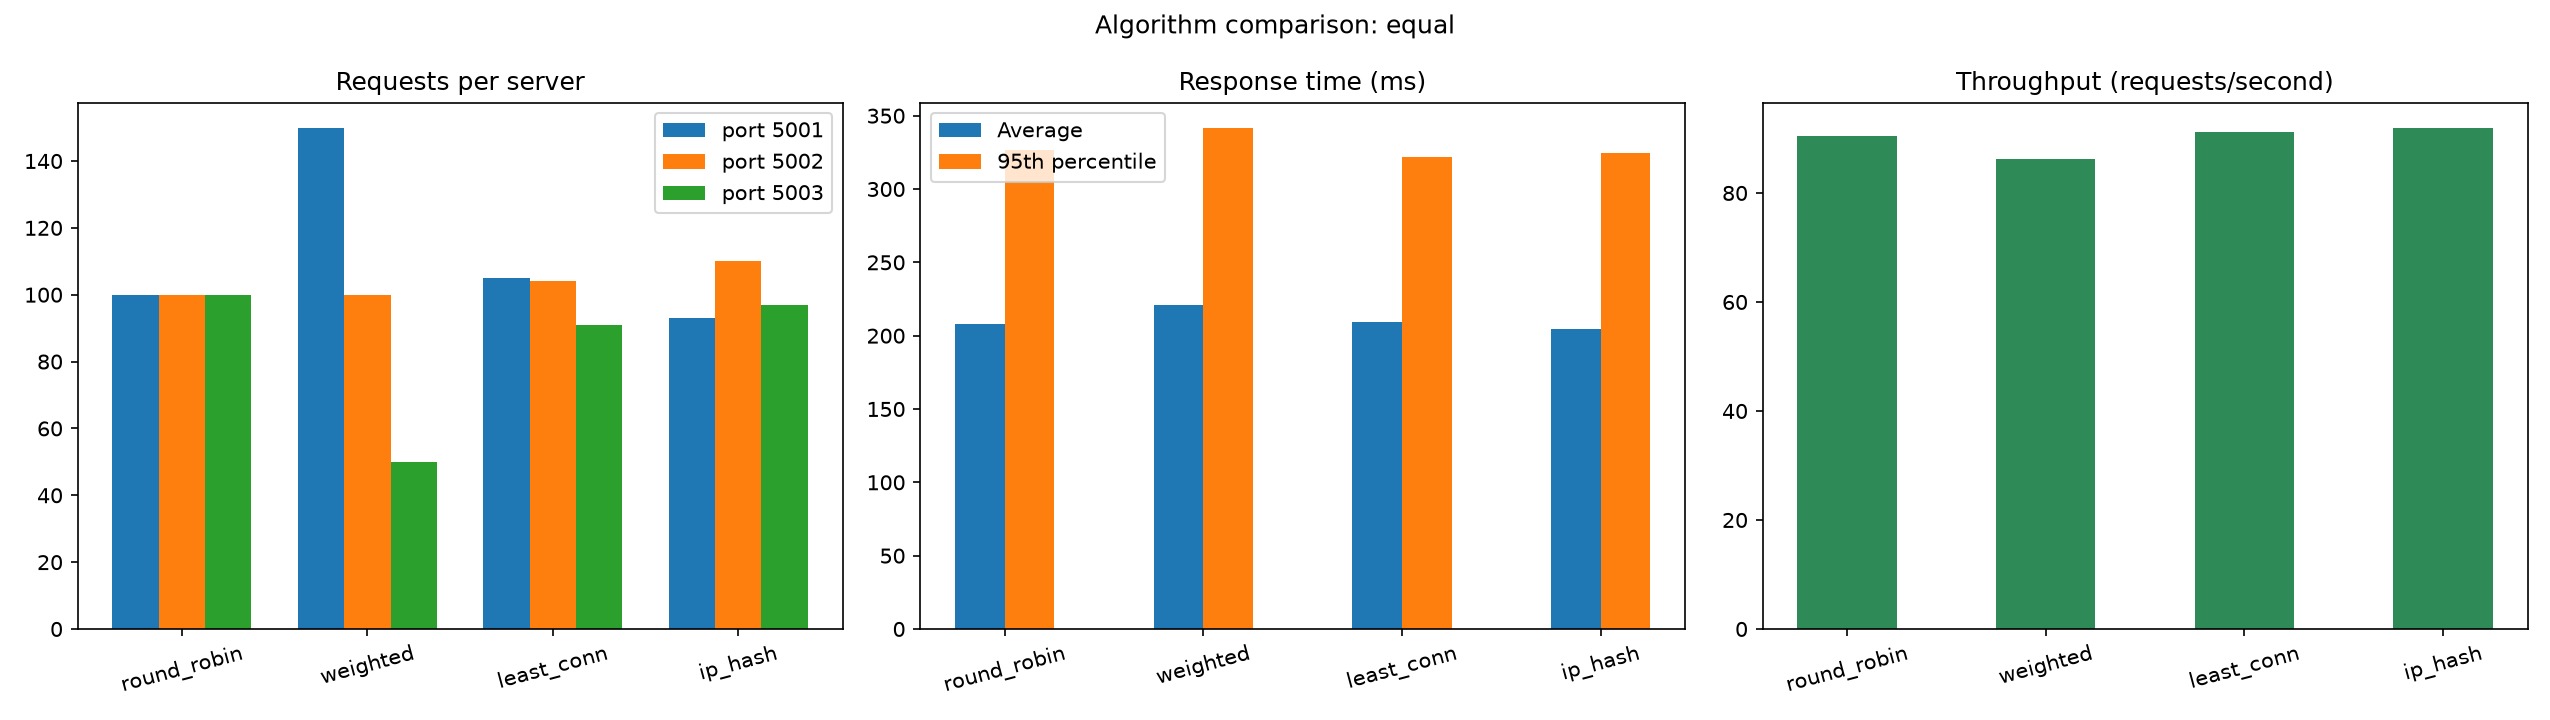 Algorithm comparison: equal
Requests per server
140
120
100
80
60
40
20
0
port 5001
port 5002
port 5003
round_robin
weighted
least_conn
ip_hash
Response time (ms)
350
300
250
200
150
100
50
0
Average
95th percentile
round_robin
weighted
least_conn
ip_hash
Throughput (requests/second)
80
60
40
20
0
round_robin
weighted
least_conn
ip_hash